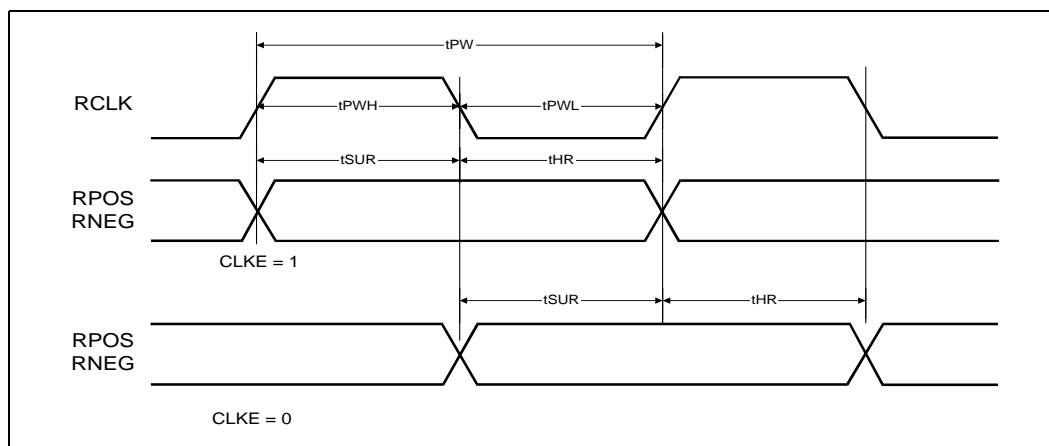 tPW
RCLK
tPWH
tPWL
tSUR
tHR
RPOS
RNEG
CLKE = 1
tSUR
tHR
RPOS
RNEG
CLKE = 0